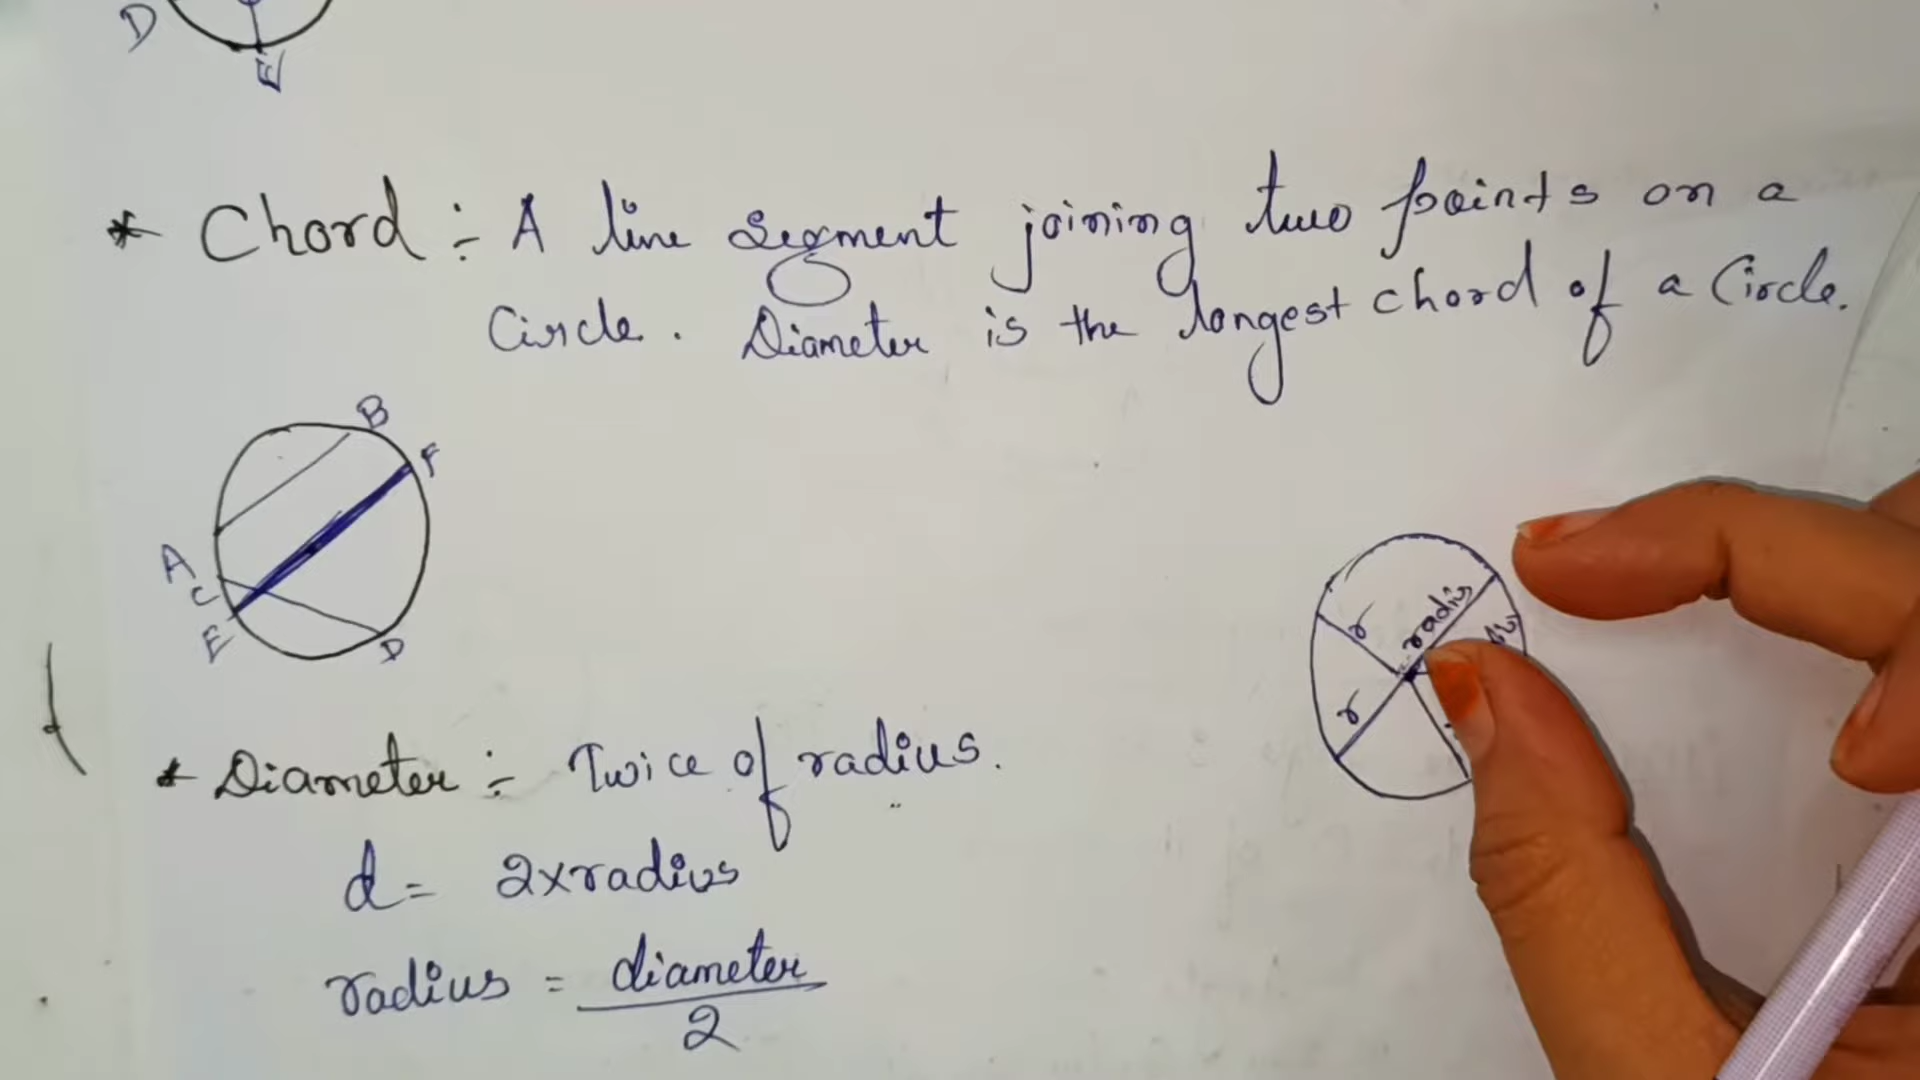 D
E
* Chord :- A line segment joining two points on a
Circle. Diameter is the longest chord of a Circle.
B
F
A
C
E
D
radius
r
r
* Diameter :- Twice of radius.
d = 2xradius
radius = diameter
2